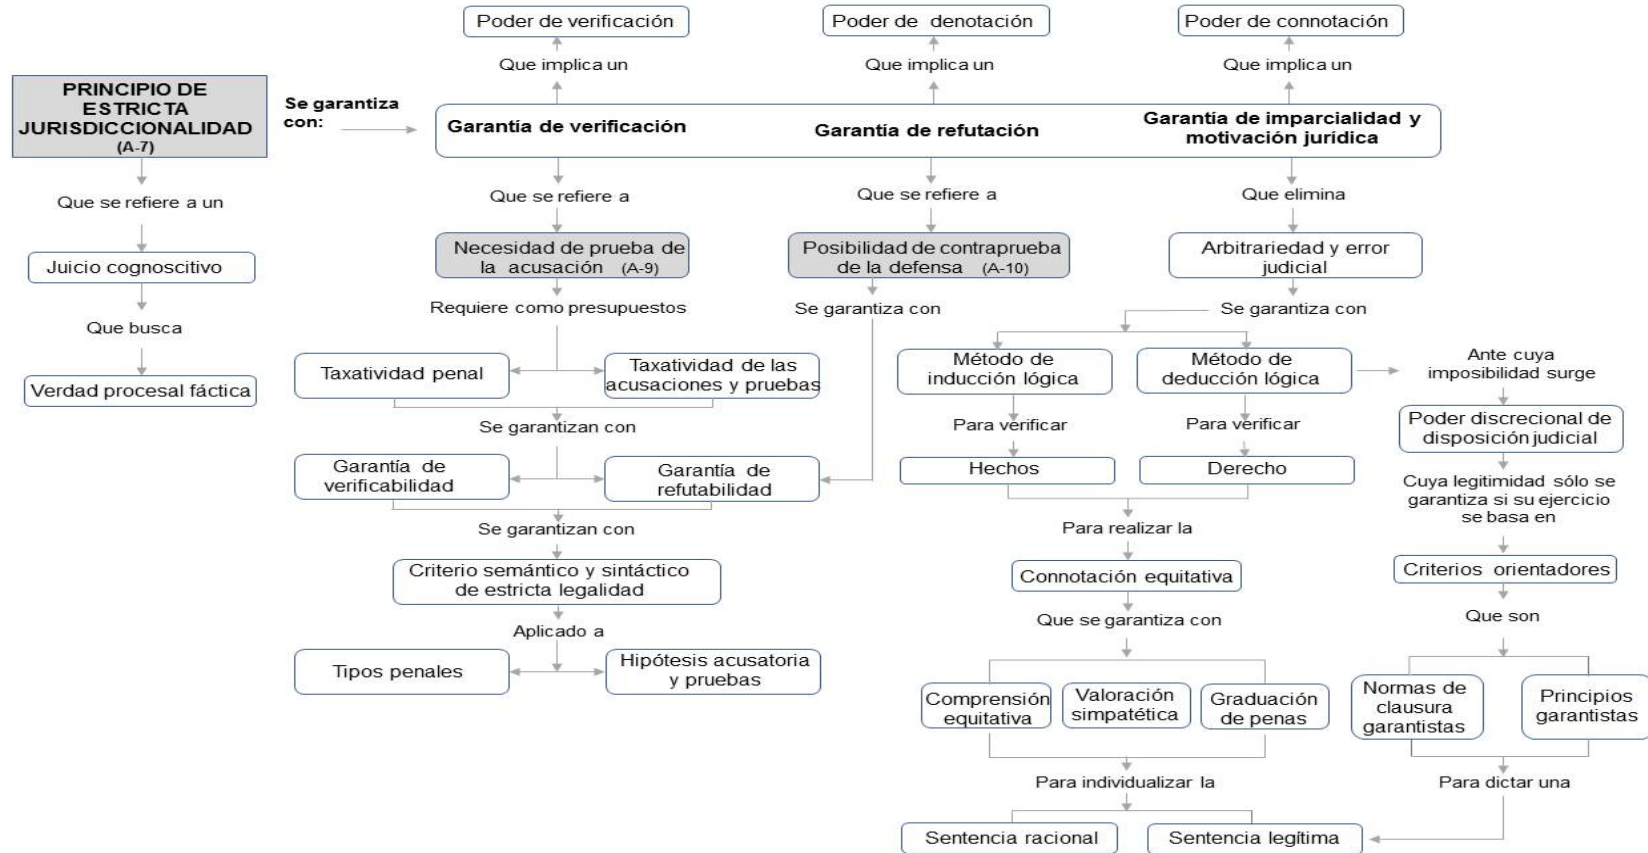 Poder de verificación
Poder de denotación
Poder de connotación
Que implica un
Que implica un
Que implica un
PRINCIPIO DE
ESTRICTA
JURISDICCIONALIDAD
(A-7)
Se garantiza
con:
Garantía de verificación
Garantía de refutación
Garantía de imparcialidad y
motivación jurídica
Que se refiere a un
Que se refiere a
Que se refiere a
Que elimina
Juicio cognoscitivo
Necesidad de prueba de
la acusación (A-9)
Posibilidad de contraprueba
de la defensa (A-10)
Arbitrariedad y error
judicial
Que busca
Requiere como presupuestos
Se garantiza con
Se garantiza con
Verdad procesal fáctica
Taxatividad penal
Taxatividad de las
acusaciones y pruebas
Método de
inducción lógica
Método de
deducción lógica
Ante cuya
imposibilidad surge
Se garantizan con
Para verificar
Para verificar
Poder discrecional de
disposición judicial
Garantía de
verificabilidad
Garantía de
refutabilidad
Hechos
Derecho
Cuya legitimidad sólo se
garantiza si su ejercicio
se basa en
Se garantizan con
Para realizar la
Criterio semántico y sintáctico
de estricta legalidad
Connotación equitativa
Criterios orientadores
Aplicado a
Que se garantiza con
Que son
Tipos penales
Hipótesis acusatoria
y pruebas
Comprensión
equitativa
Valoración
simpatética
Graduación
de penas
Normas de
clausura
garantistas
Principios
garantistas
Para individualizar la
Para dictar una
Sentencia racional
Sentencia legítima